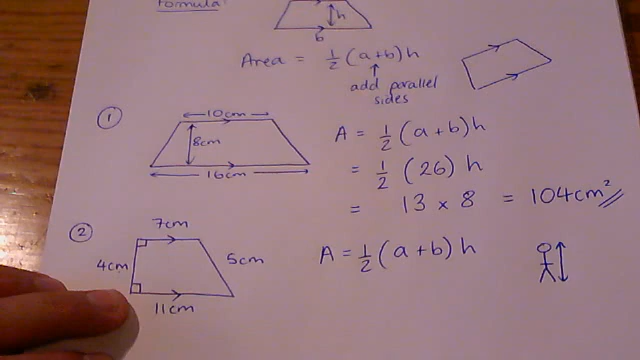 Formula:
h
b
Area = 1/2 (a+b) h
add parallel
sides
① 10cm
8cm
16cm
A = 1/2 (a+b) h
= 1/2 (26) h
= 13 × 8 = 104cm²
② 7cm
4cm
5cm
11cm
A = 1/2 (a+b) h